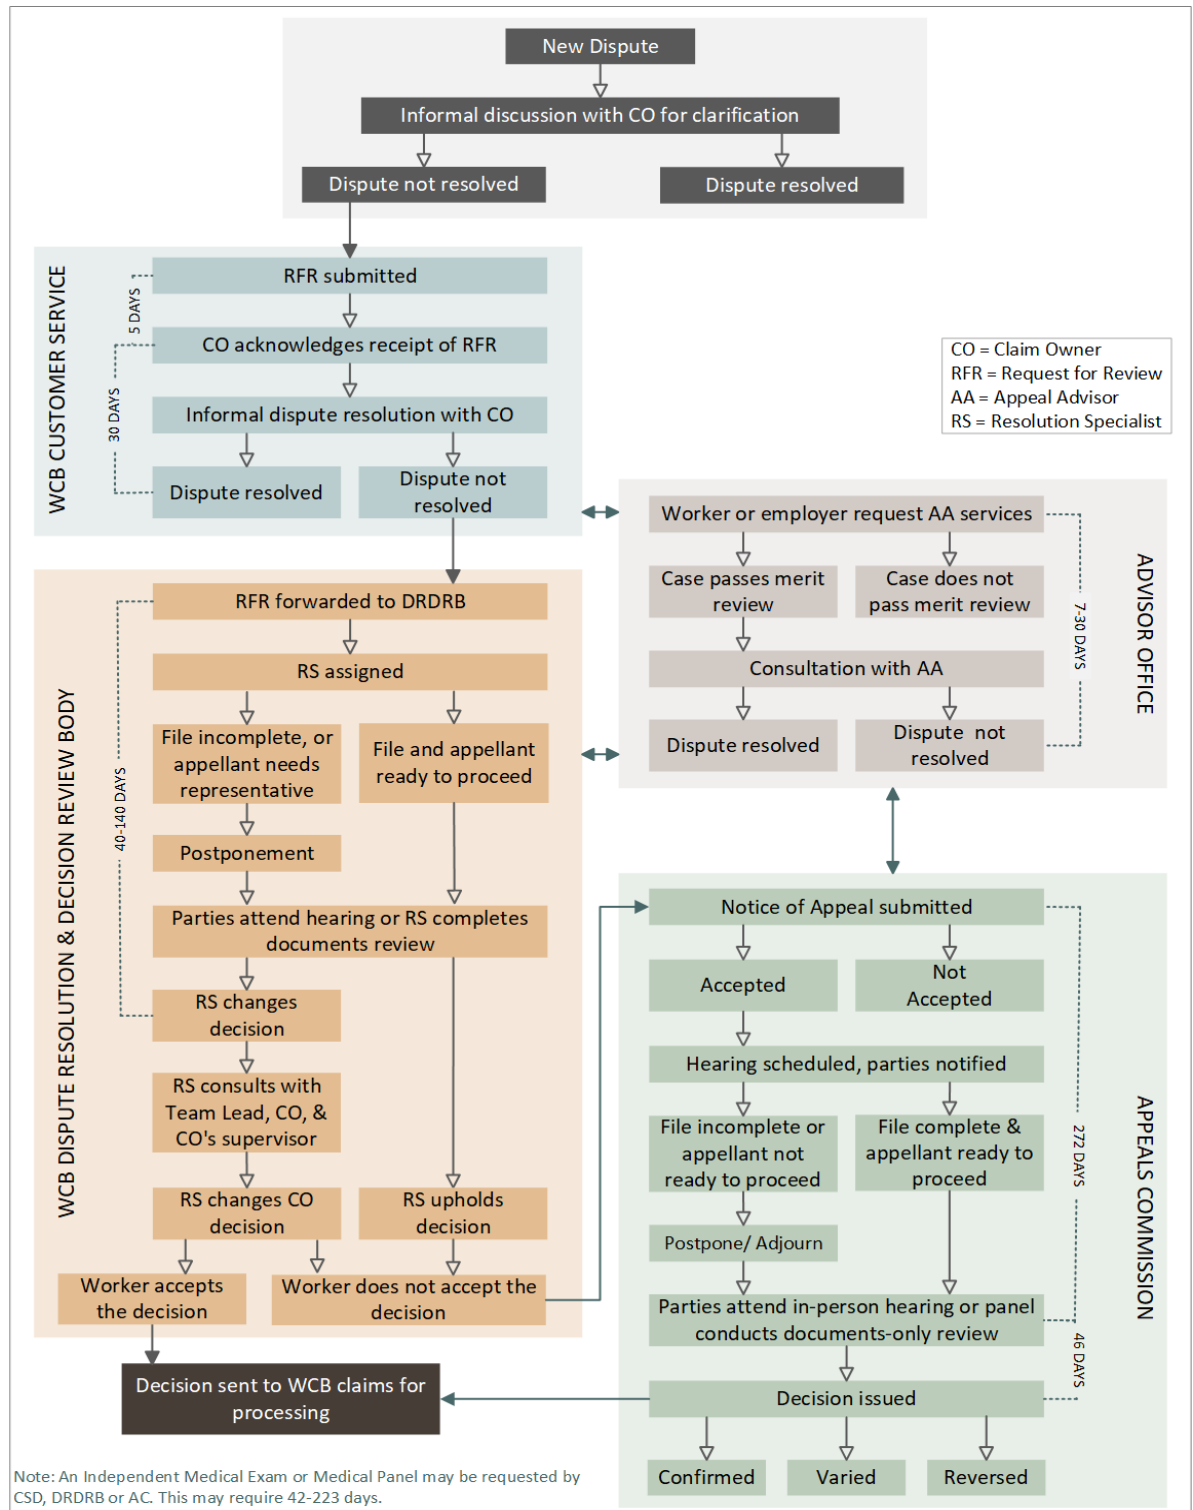 New Dispute
Informal discussion with CO for clarification
Dispute not resolved
Dispute resolved
WCB CUSTOMER SERVICE
RFR submitted
5 DAYS
CO acknowledges receipt of RFR
30 DAYS
Informal dispute resolution with CO
Dispute resolved
Dispute not
resolved
CO = Claim Owner
RFR = Request for Review
AA = Appeal Advisor
RS = Resolution Specialist
ADVISOR OFFICE
Worker or employer request AA services
Case passes merit
review
Case does not
pass merit review
7-30 DAYS
Consultation with AA
Dispute resolved
Dispute not
resolved
WCB DISPUTE RESOLUTION & DECISION REVIEW BODY
RFR forwarded to DRDRB
RS assigned
File incomplete, or
appellant needs
representative
File and appellant
ready to proceed
40-140 DAYS
Postponement
Parties attend hearing or RS completes
documents review
RS changes
decision
RS consults with
Team Lead, CO, &
CO's supervisor
RS changes CO
decision
RS upholds
decision
Worker accepts
the decision
Worker does not accept the
decision
Decision sent to WCB claims for
processing
APPEALS COMMISSION
Notice of Appeal submitted
Accepted
Not
Accepted
Hearing scheduled, parties notified
File incomplete or
appellant not
ready to proceed
File complete &
appellant ready to
proceed
272 DAYS
Postpone/ Adjourn
Parties attend in-person hearing or panel
conducts documents-only review
46 DAYS
Decision issued
Confirmed
Varied
Reversed
Note: An Independent Medical Exam or Medical Panel may be requested by
CSD, DRDRB or AC. This may require 42-223 days.